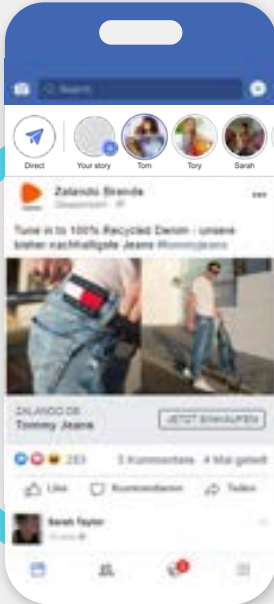 Search
Direct
Your story
Tom
Tory
Sarah
Zalando Brands
Tune in to 100% Recycled Denim - unsere
bisher nachhaltigste Jeans #tommyjeans
ZALANDO.DE
Tommy Jeans
JETZT EINKAUFEN
3 Kommentare 4 Mal geteilt
Like
Kommentieren
Teilen
Sarah Taylor